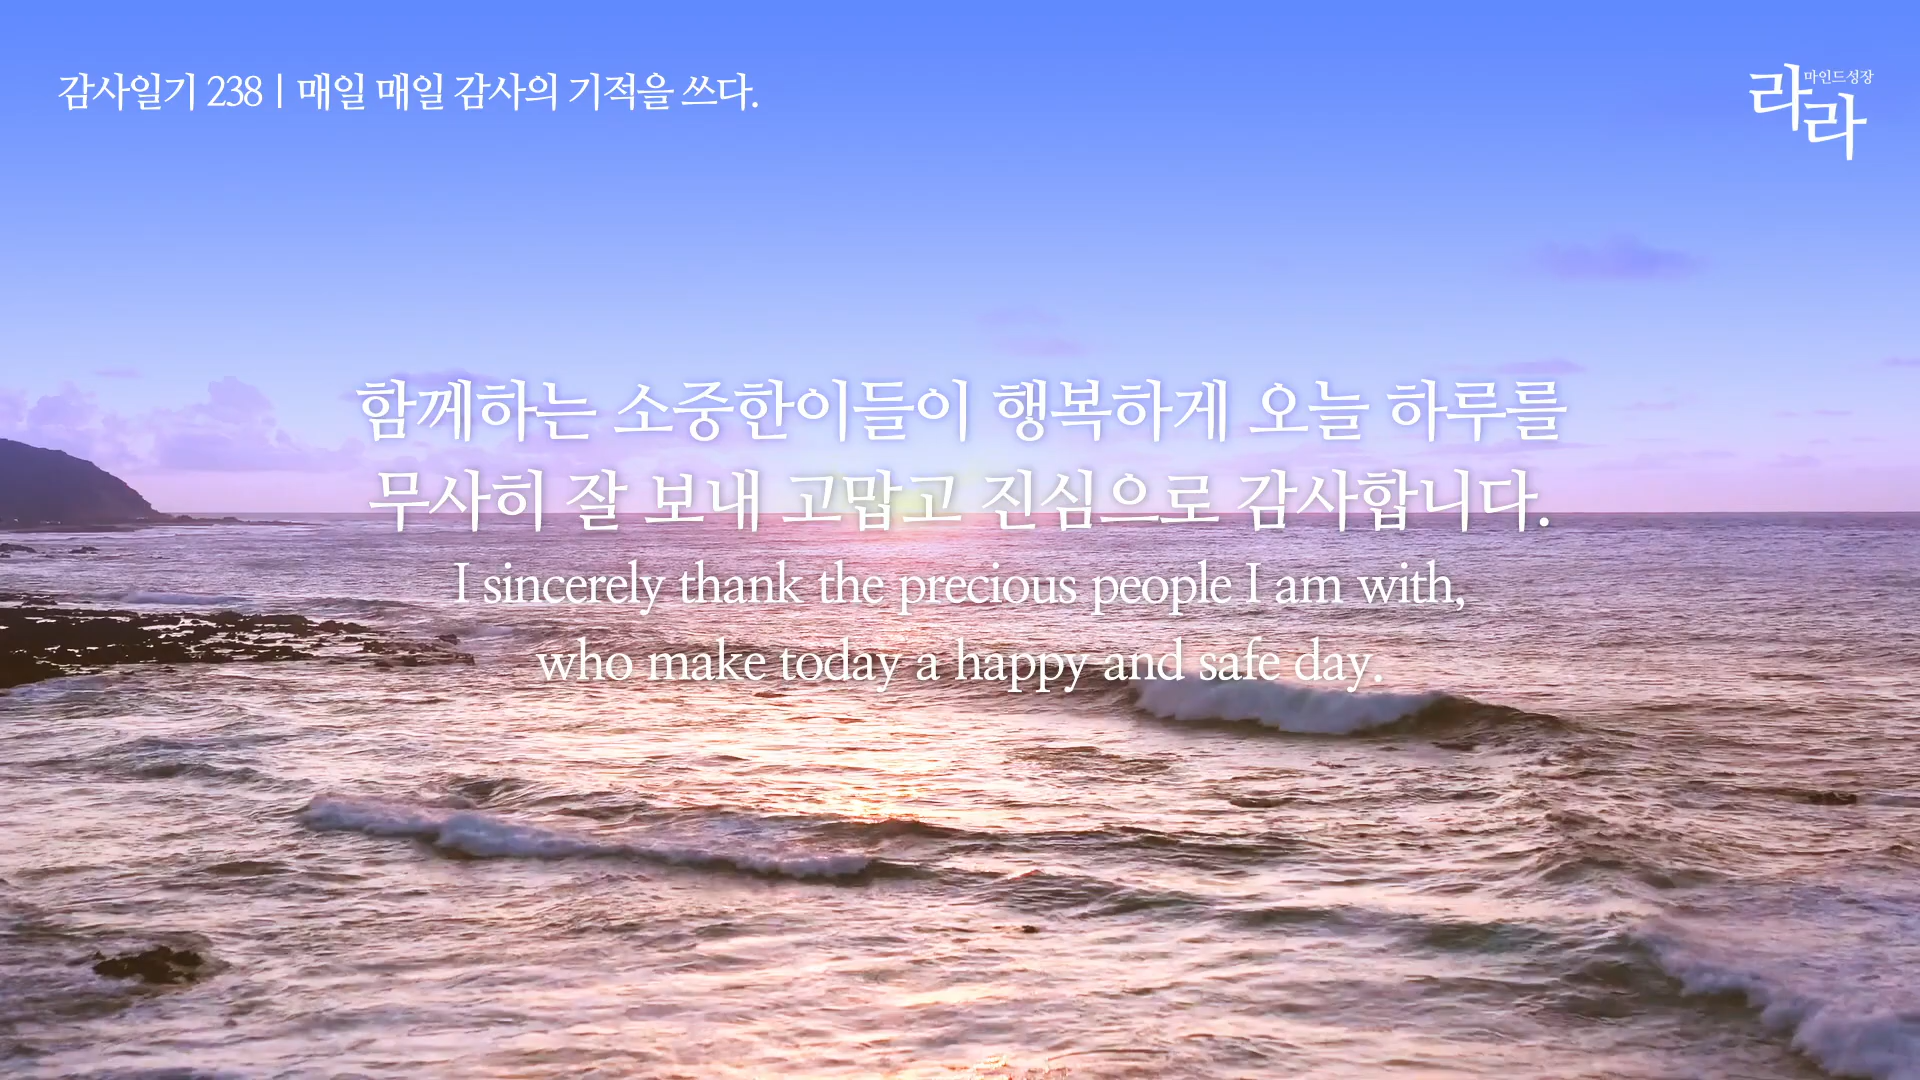 감사일기 238 | 매일 매일 감사의 기적을 쓰다.
마인드성장
라라
함께하는 소중한이들이 행복하게 오늘 하루를
무사히 잘 보내 고맙고 진심으로 감사합니다.
I sincerely thank the precious people I am with,
who make today a happy and safe day.